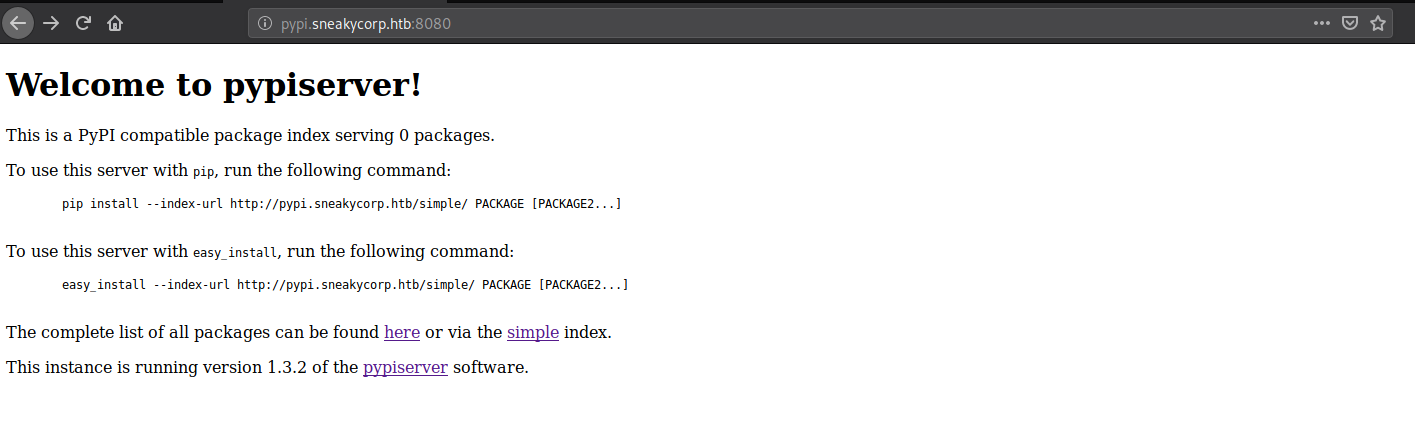 pypi.sneakycorp.htb:8080
Welcome to pypiserver!
This is a PyPI compatible package index serving 0 packages.
To use this server with pip, run the following command:
pip install --index-url http://pypi.sneakycorp.htb/simple/ PACKAGE [PACKAGE2...]
To use this server with easy_install, run the following command:
easy_install --index-url http://pypi.sneakycorp.htb/simple/ PACKAGE [PACKAGE2...]
The complete list of all packages can be found here or via the simple index.
This instance is running version 1.3.2 of the pypiserver software.